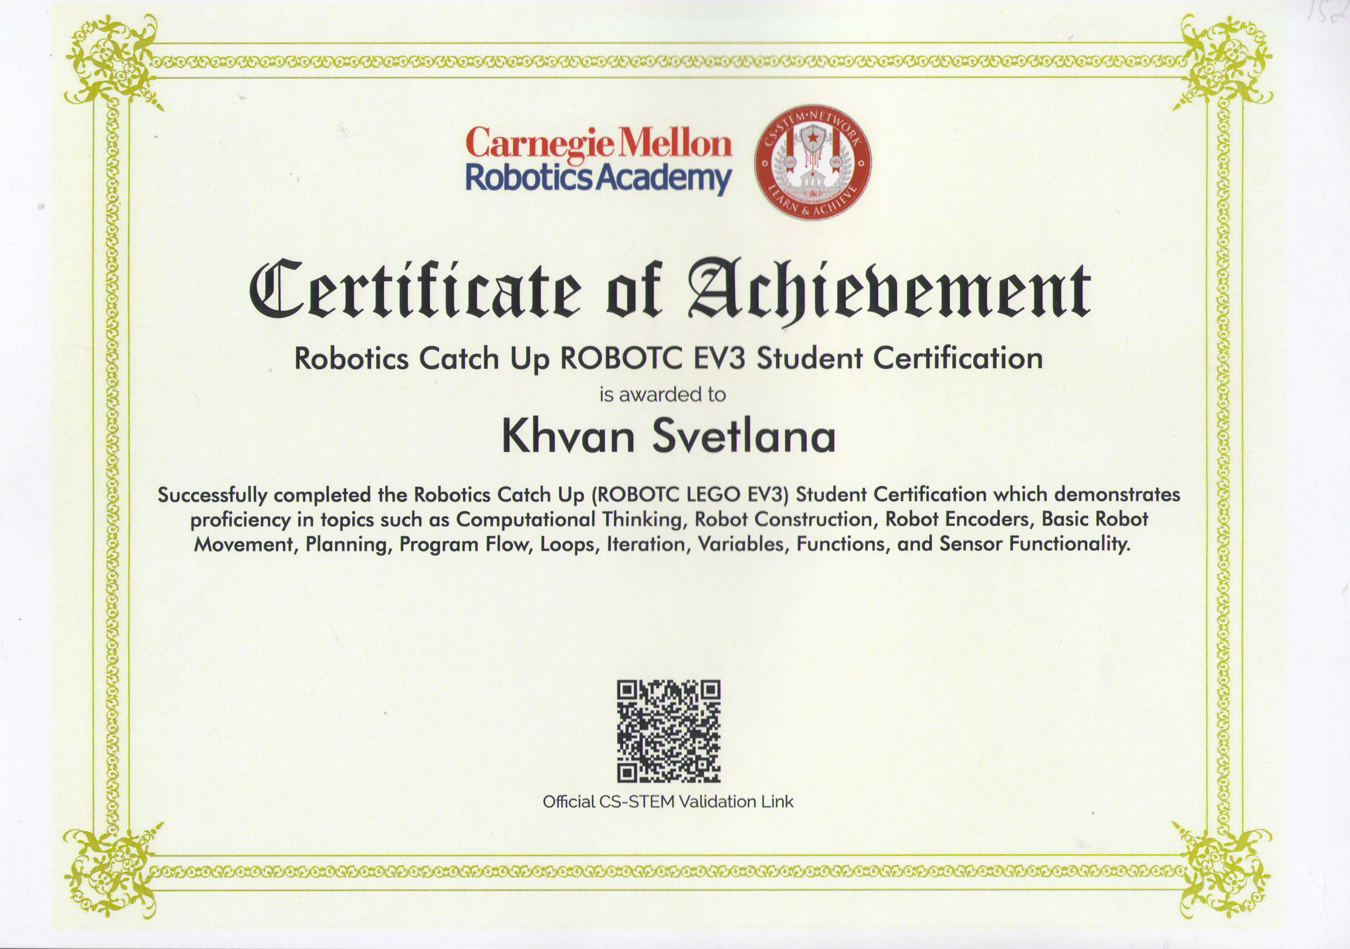 Carnegie Mellon
Robotics Academy
CS-STEM-NETWORK
LEARN & ACHIEVE
Certificate of Achievement
Robotics Catch Up ROBOTC EV3 Student Certification
is awarded to
Khvan Svetlana
Successfully completed the Robotics Catch Up (ROBOTC LEGO EV3) Student Certification which demonstrates
proficiency in topics such as Computational Thinking, Robot Construction, Robot Encoders, Basic Robot
Movement, Planning, Program Flow, Loops, Iteration, Variables, Functions, and Sensor Functionality.
Official CS-STEM Validation Link